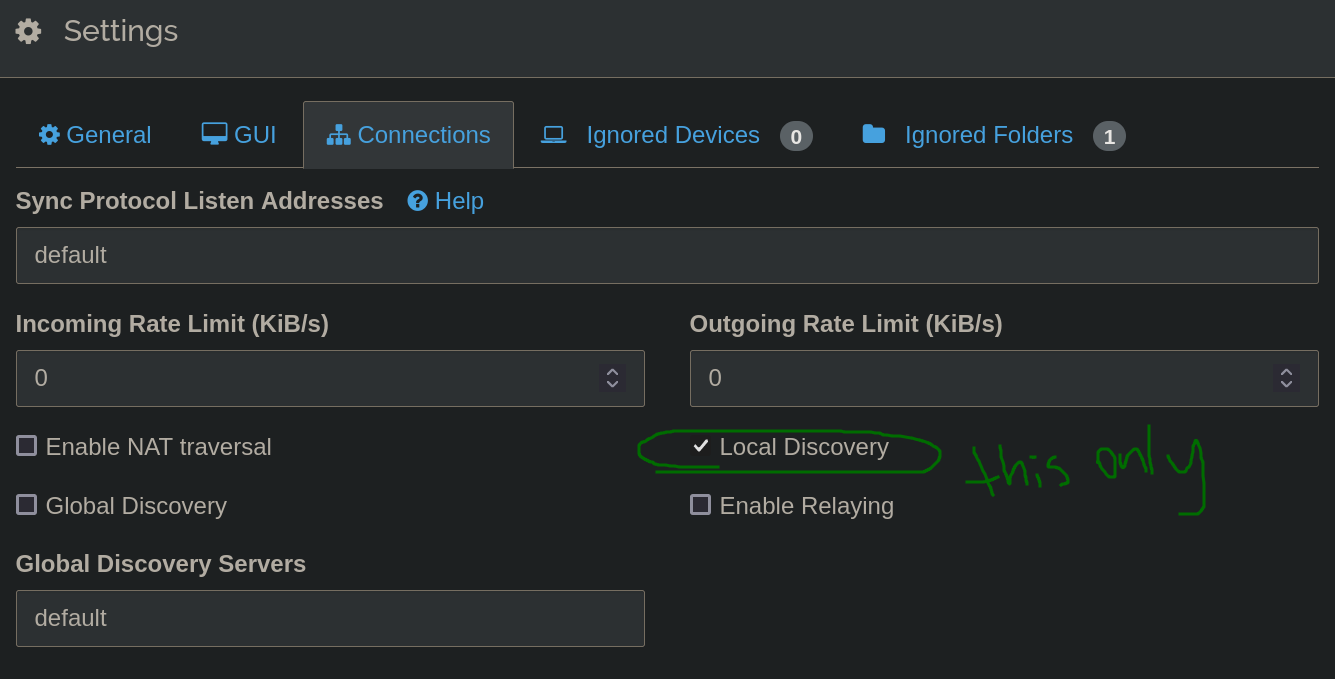 Settings
General GUI Connections Ignored Devices 0 Ignored Folders 1
Sync Protocol Listen Addresses Help
default
Incoming Rate Limit (KiB/s) Outgoing Rate Limit (KiB/s)
0 0
Enable NAT traversal Local Discovery this only
Global Discovery Enable Relaying
Global Discovery Servers
default